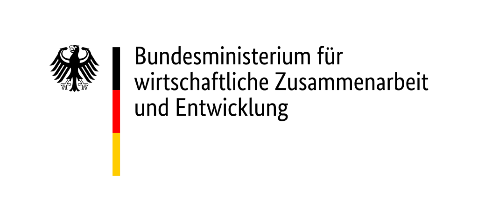 Bundesministerium für
wirtschaftliche Zusammenarbeit
und Entwicklung